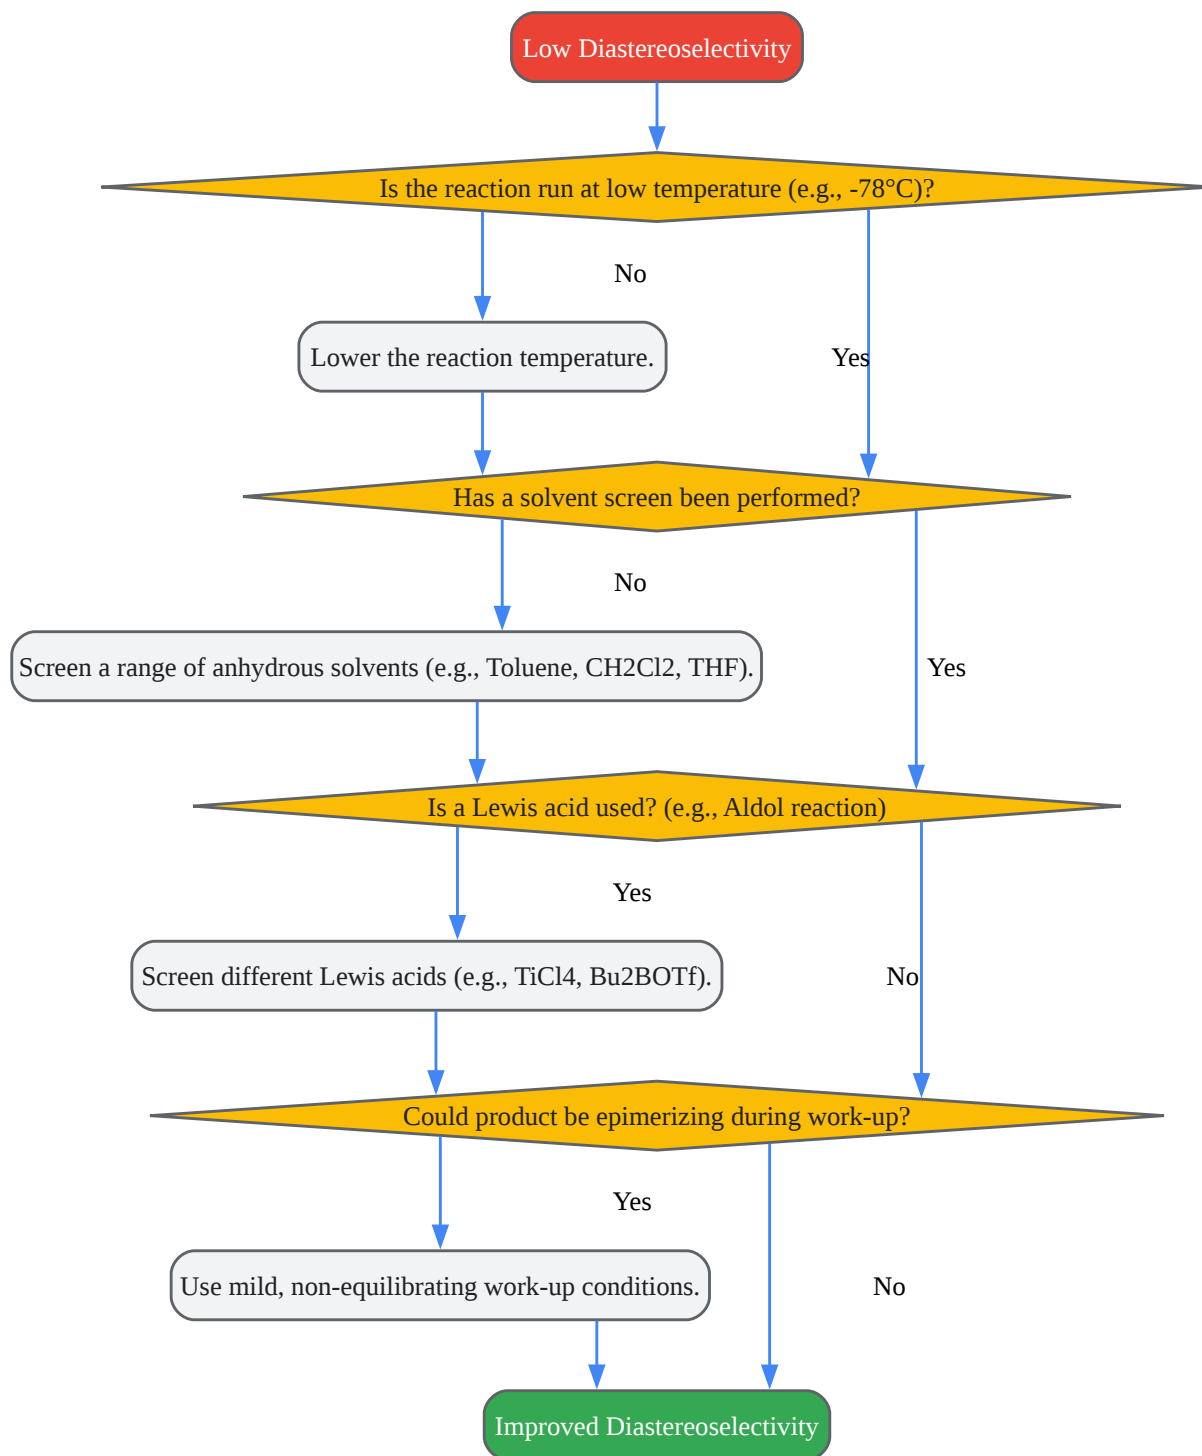 Low Diastereoselectivity
Is the reaction run at low temperature (e.g., -78°C)?
No
Lower the reaction temperature.
Yes
Has a solvent screen been performed?
No
Screen a range of anhydrous solvents (e.g., Toluene, CH2Cl2, THF).
Yes
Is a Lewis acid used? (e.g., Aldol reaction)
Yes
Screen different Lewis acids (e.g., TiCl4, Bu2BOTf).
No
Could product be epimerizing during work-up?
Yes
Use mild, non-equilibrating work-up conditions.
No
Improved Diastereoselectivity